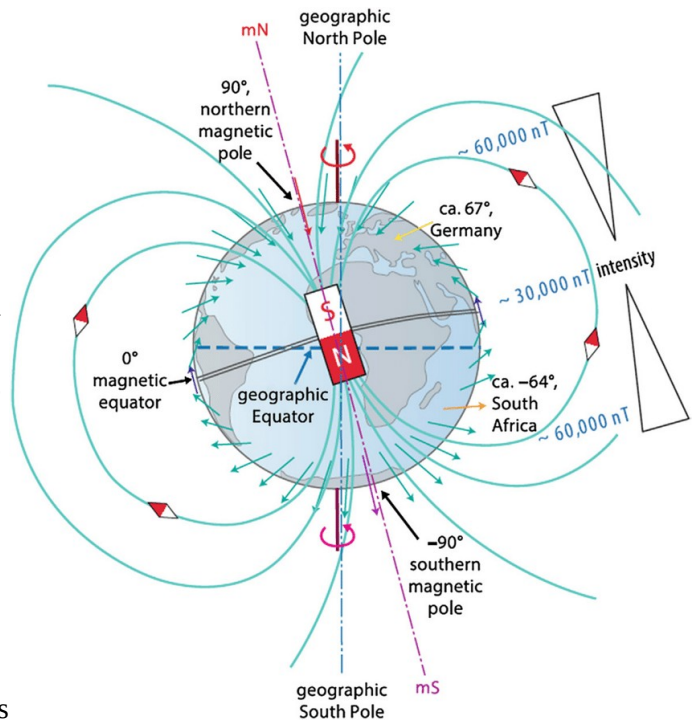 mN
geographic
North Pole
90°,
northern
magnetic
pole
~ 60,000 nT
ca. 67°,
Germany
intensity
~ 30,000 nT
S
N
0°
magnetic
equator
geographic
Equator
ca. –64°,
South
Africa
~ 60,000 nT
–90°
southern
magnetic
pole
mS
geographic
South Pole
s